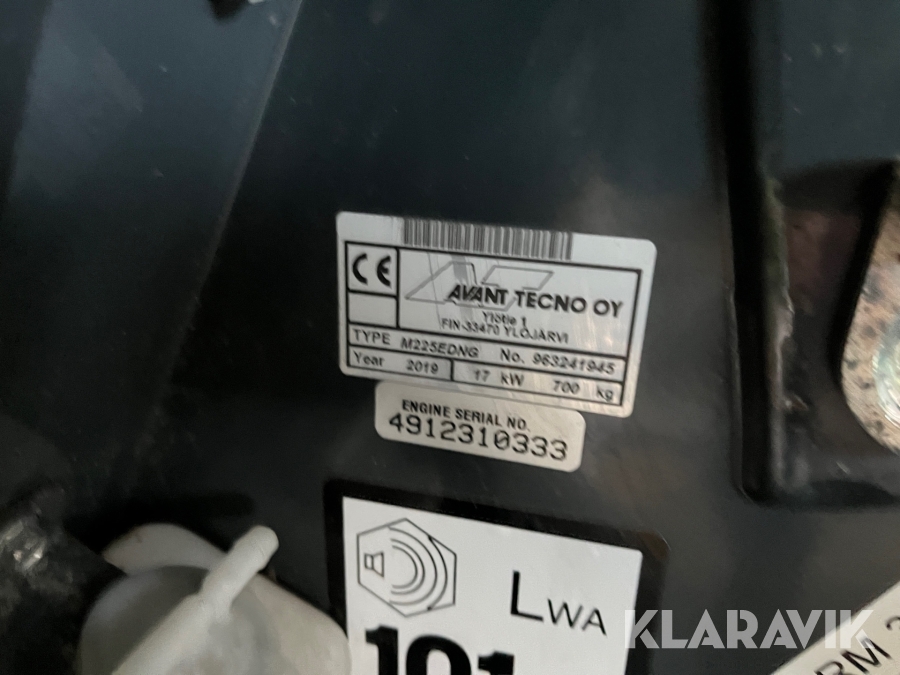 CE
AVANT TECNO OY
Ylötie 1
FIN-33470 YLÖJÄRVI
TYPE M225EDNG No. 963241945
Year 2019 17 kW 700 kg
ENGINE SERIAL NO.
4912310333
LWA
101
KLARAVIK